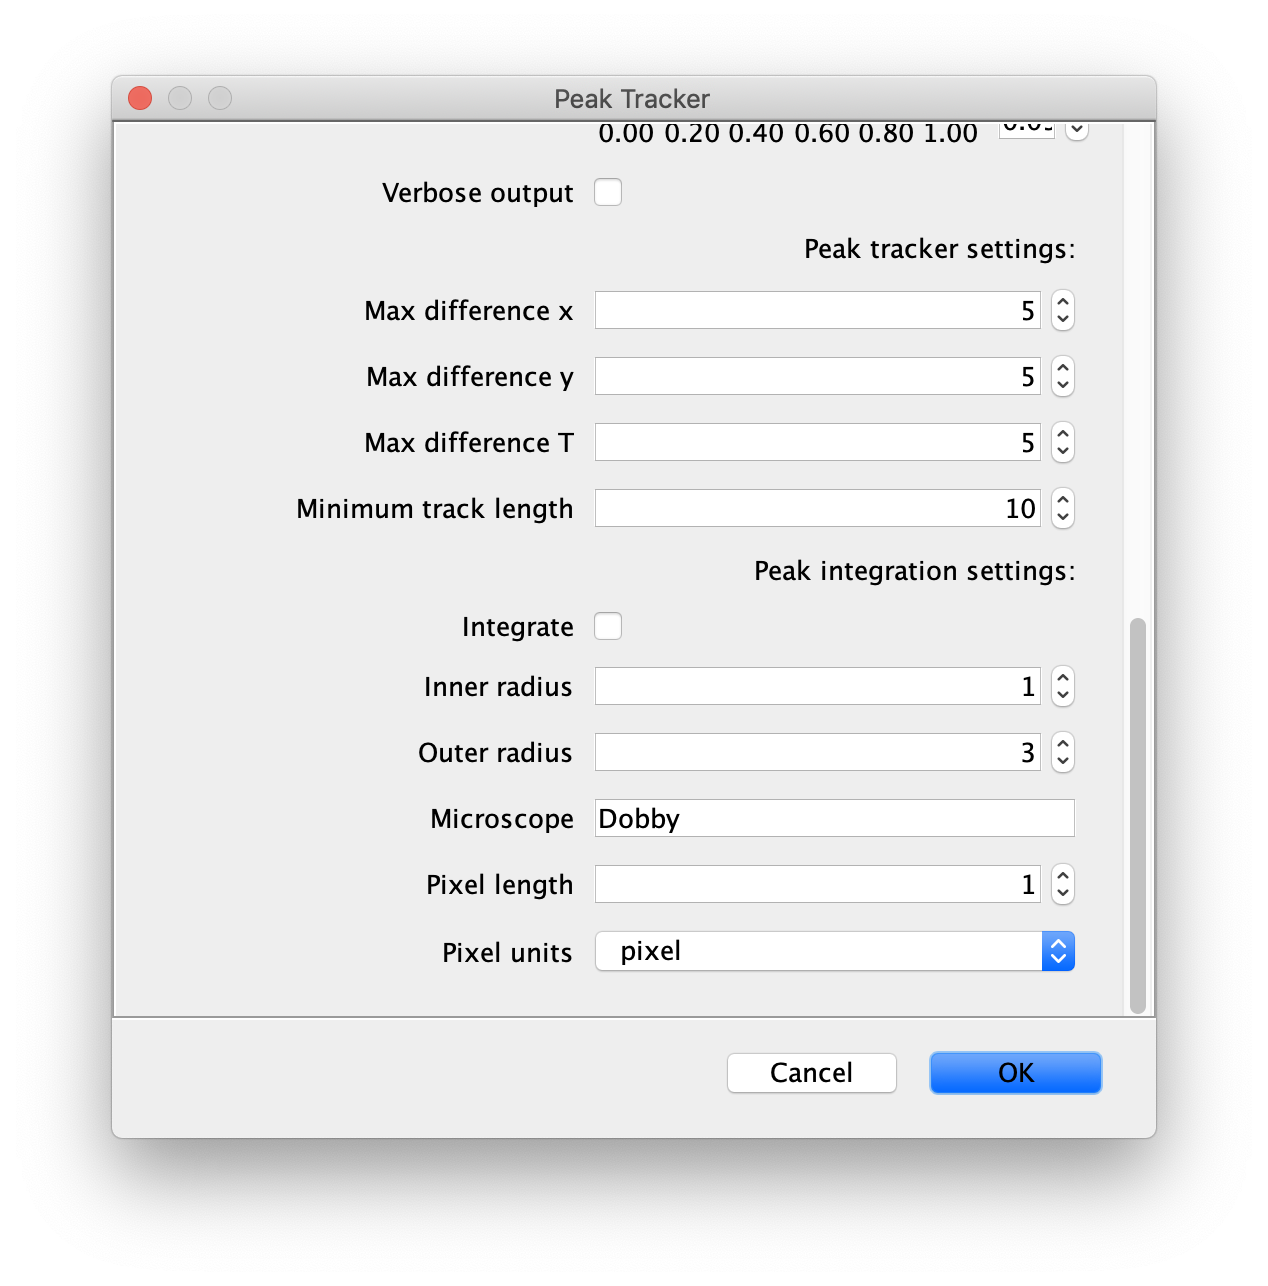 Peak Tracker
0.00 0.20 0.40 0.60 0.80 1.00
Verbose output
Peak tracker settings:
Max difference x 5
Max difference y 5
Max difference T 5
Minimum track length 10
Peak integration settings:
Integrate
Inner radius 1
Outer radius 3
Microscope Dobby
Pixel length 1
Pixel units pixel
Cancel OK